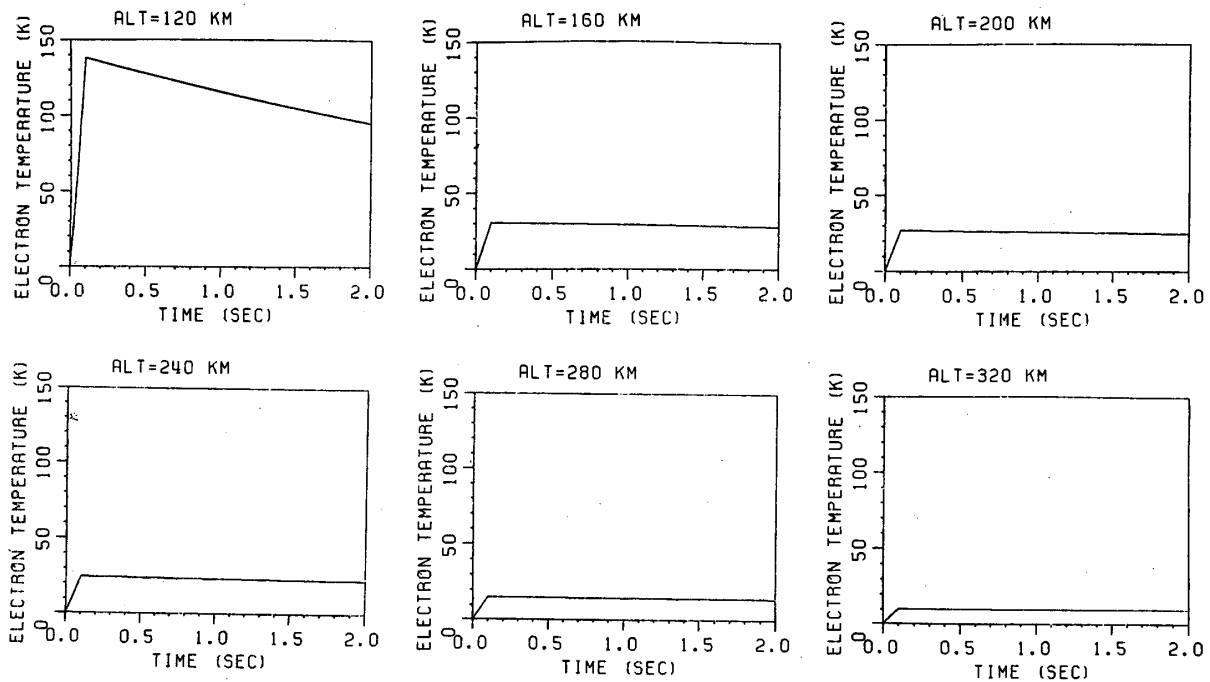 ALT=120 KM
ELECTRON TEMPERATURE (K)
150
100
50
0
0.0 0.5 1.0 1.5 2.0
TIME (SEC)
ALT=160 KM
ELECTRON TEMPERATURE (K)
150
100
50
0
0.0 0.5 1.0 1.5 2.0
TIME (SEC)
ALT=200 KM
ELECTRON TEMPERATURE (K)
150
100
50
0
0.0 0.5 1.0 1.5 2.0
TIME (SEC)
ALT=240 KM
ELECTRON TEMPERATURE (K)
150
100
50
0
0.0 0.5 1.0 1.5 2.0
TIME (SEC)
ALT=280 KM
ELECTRON TEMPERATURE (K)
150
100
50
0
0.0 0.5 1.0 1.5 2.0
TIME (SEC)
ALT=320 KM
ELECTRON TEMPERATURE (K)
150
100
50
0
0.0 0.5 1.0 1.5 2.0
TIME (SEC)